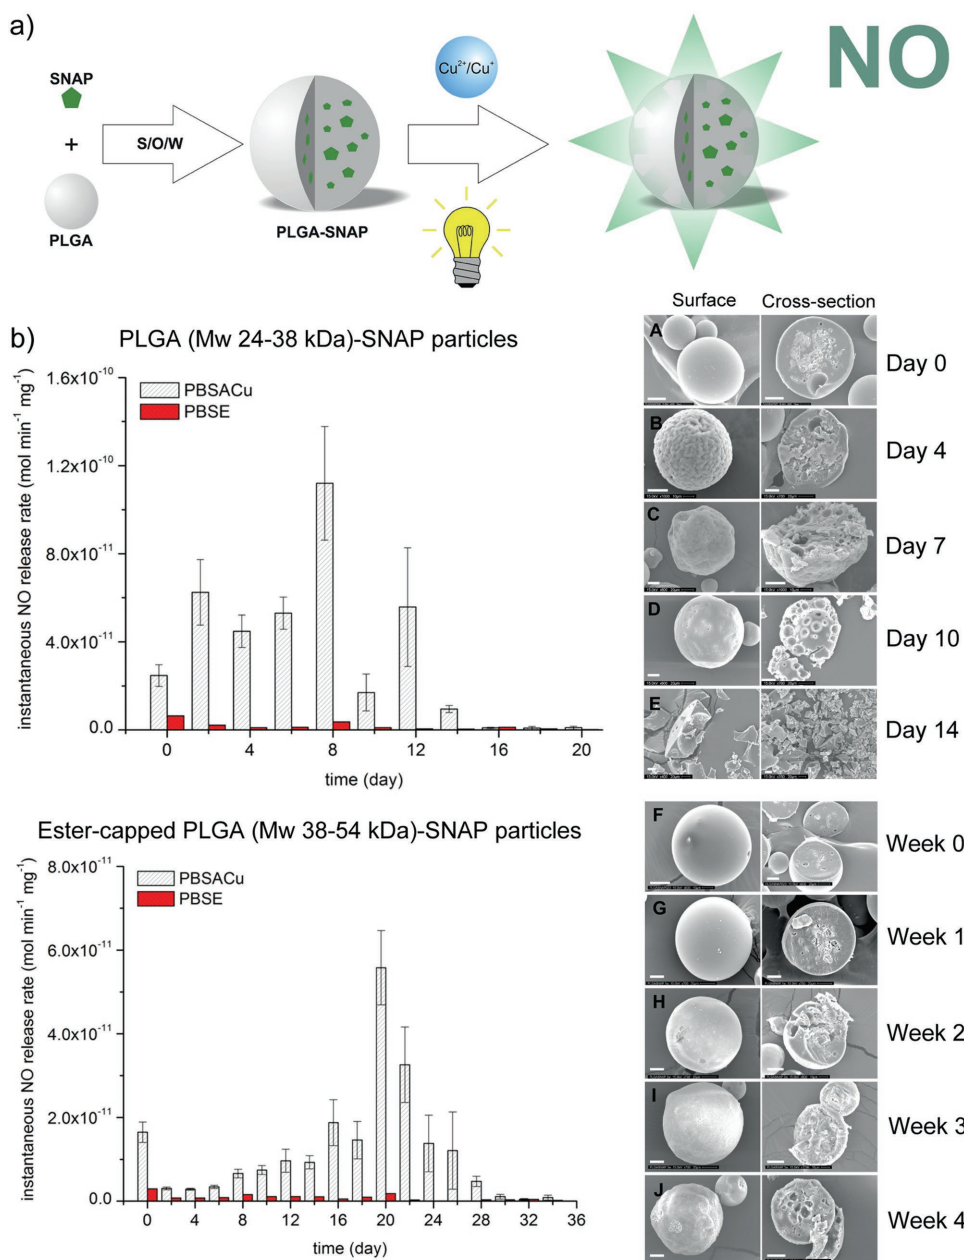 a)
NO
SNAP
+
PLGA
S/O/W
PLGA-SNAP
Cu²⁺/Cu⁺
b)
PLGA (Mw 24-38 kDa)-SNAP particles
PBSACu
PBSE
instantaneous NO release rate (mol min⁻¹ mg⁻¹)
1.6x10⁻¹⁰
1.2x10⁻¹⁰
8.0x10⁻¹¹
4.0x10⁻¹¹
0.0
0 4 8 12 16 20
time (day)
Surface Cross-section
A Day 0
B Day 4
C Day 7
D Day 10
E Day 14
Ester-capped PLGA (Mw 38-54 kDa)-SNAP particles
PBSACu
PBSE
instantaneous NO release rate (mol min⁻¹ mg⁻¹)
8.0x10⁻¹¹
6.0x10⁻¹¹
4.0x10⁻¹¹
2.0x10⁻¹¹
0.0
0 4 8 12 16 20 24 28 32 36
time (day)
F Week 0
G Week 1
H Week 2
I Week 3
J Week 4